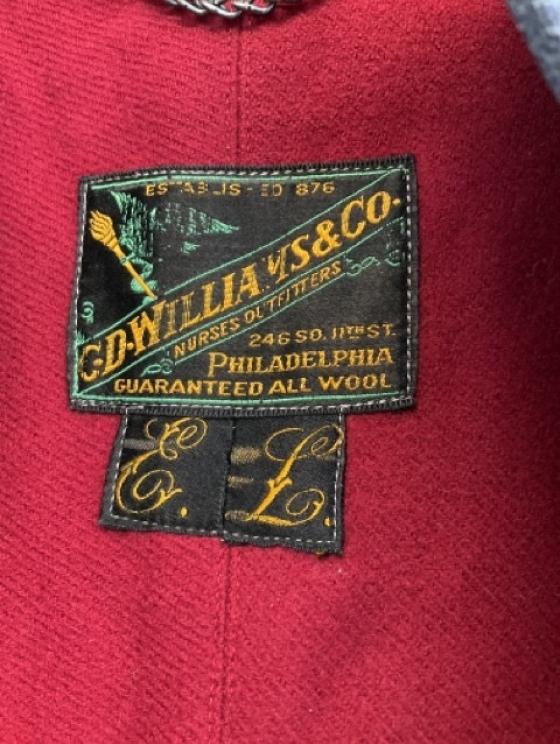 ESTABLISHED 1876
C·D·WILLIAMS&CO·
NURSES OUTFITTERS
246 SO. 11TH ST.
PHILADELPHIA
GUARANTEED ALL WOOL
E. L.